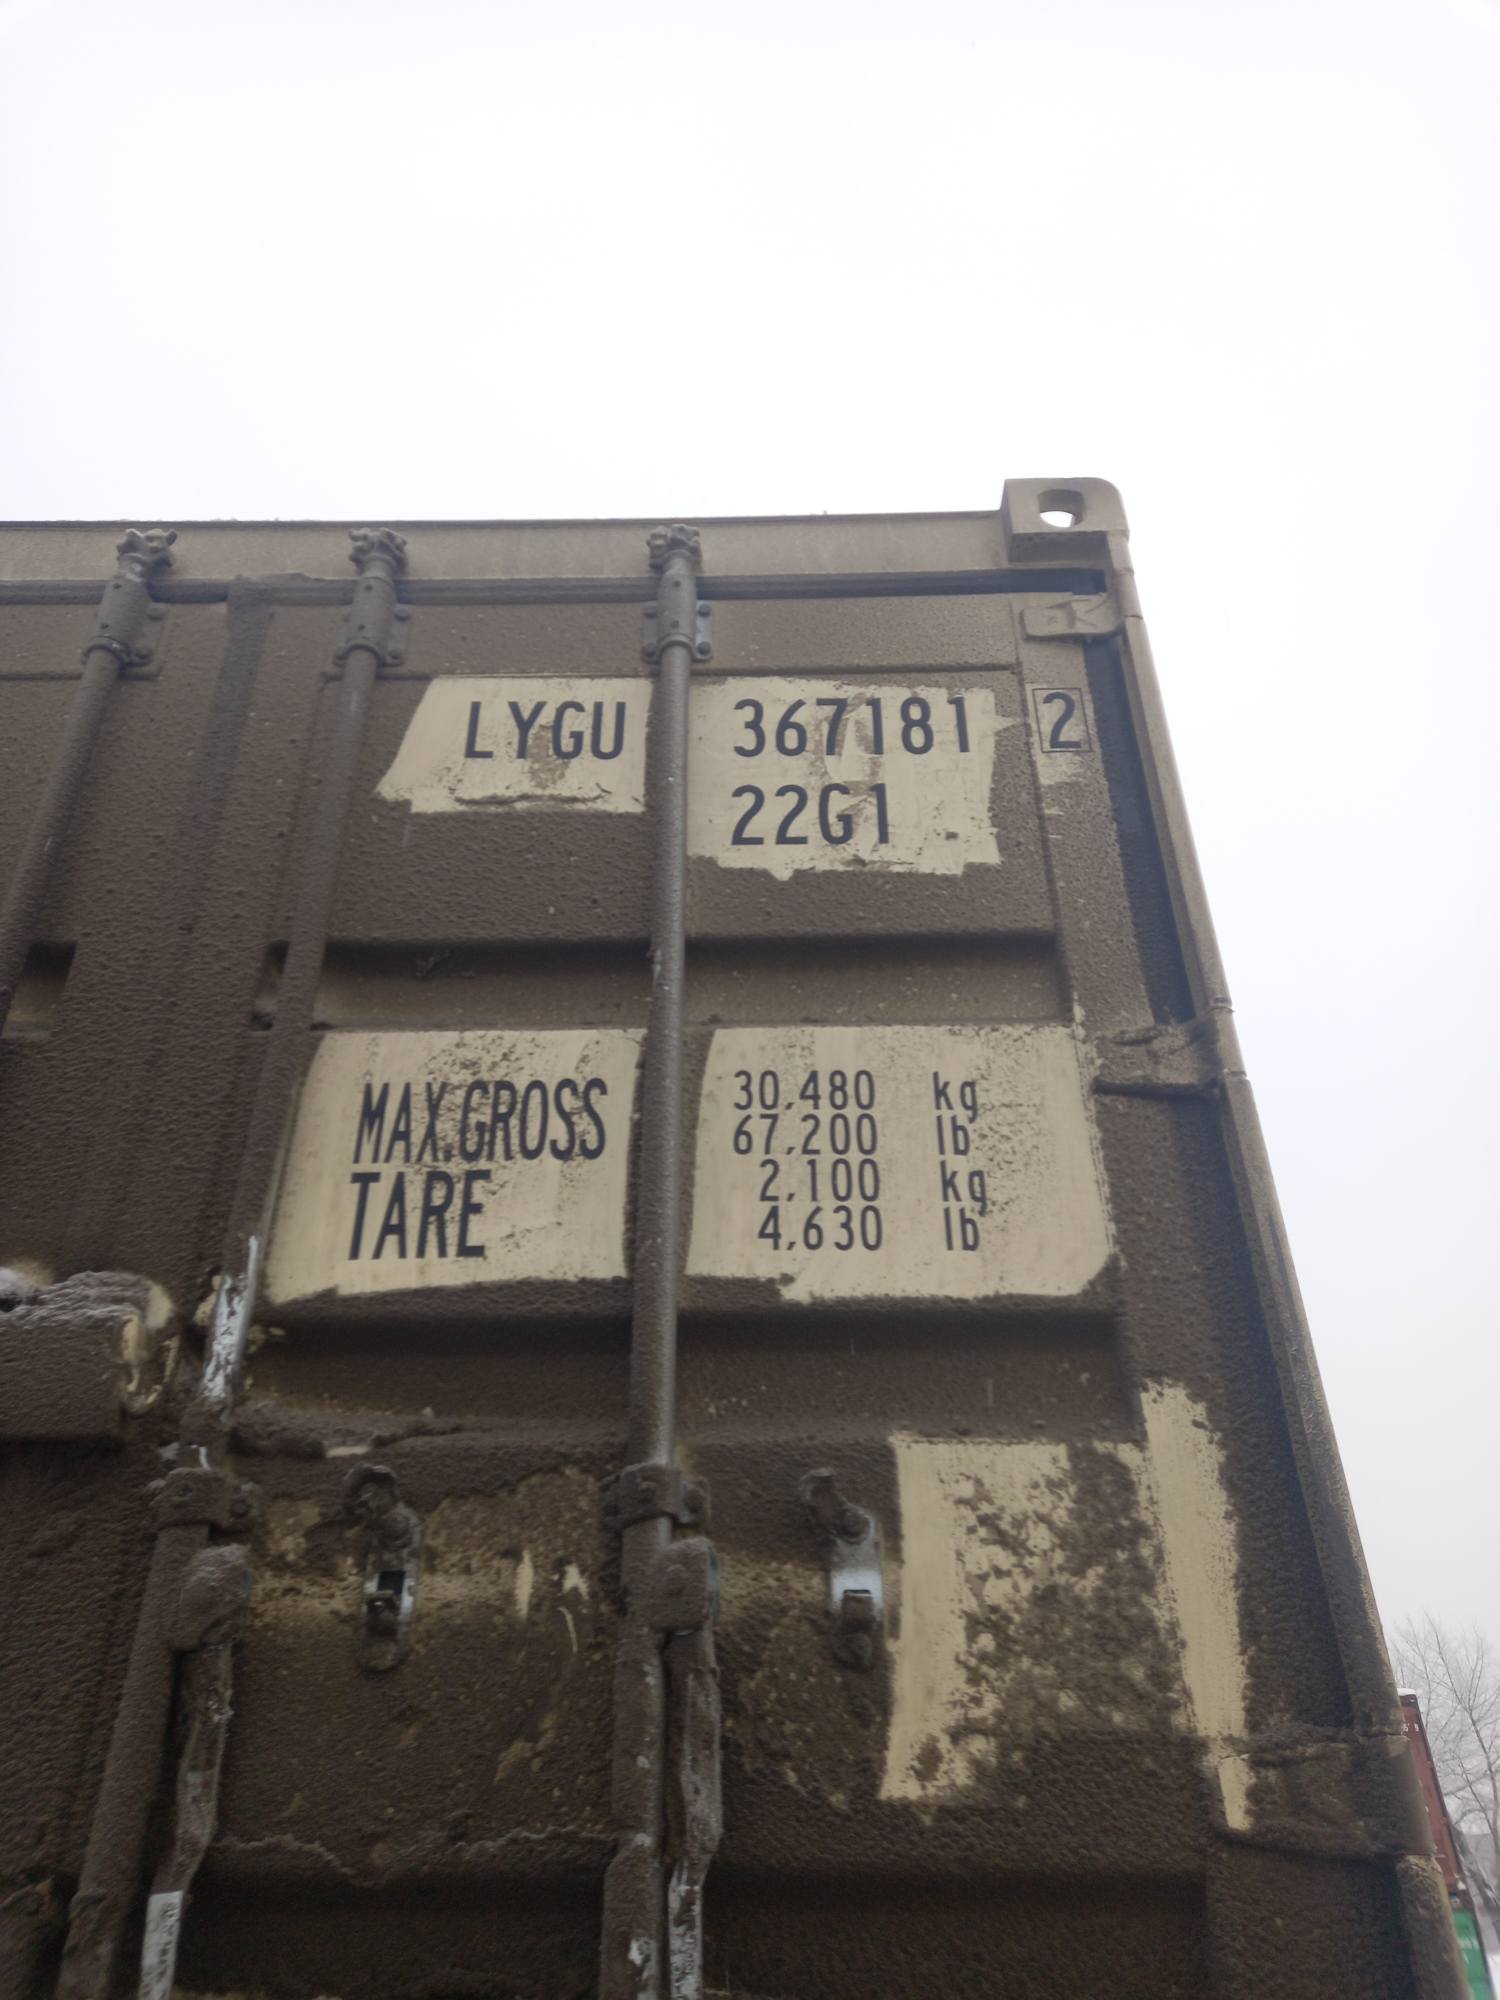 LYGU 367181 2
22G1
MAX.GROSS 30,480 kg
67,200 lb
TARE 2,100 kg
4,630 lb